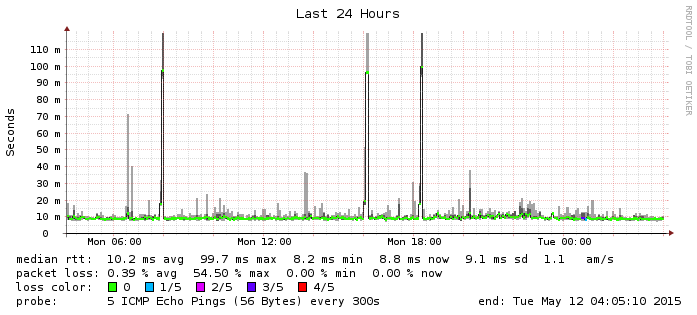 Last 24 Hours
RRDTOOL / TOBI OETIKER
Seconds
110 m
100 m
90 m
80 m
70 m
60 m
50 m
40 m
30 m
20 m
10 m
0
Mon 06:00 Mon 12:00 Mon 18:00 Tue 00:00
median rtt: 10.2 ms avg 99.7 ms max 8.2 ms min 8.8 ms now 9.1 ms sd 1.1 am/s
packet loss: 0.39 % avg 54.50 % max 0.00 % min 0.00 % now
loss color: 0 1/5 2/5 3/5 4/5
probe: 5 ICMP Echo Pings (56 Bytes) every 300s end: Tue May 12 04:05:10 2015